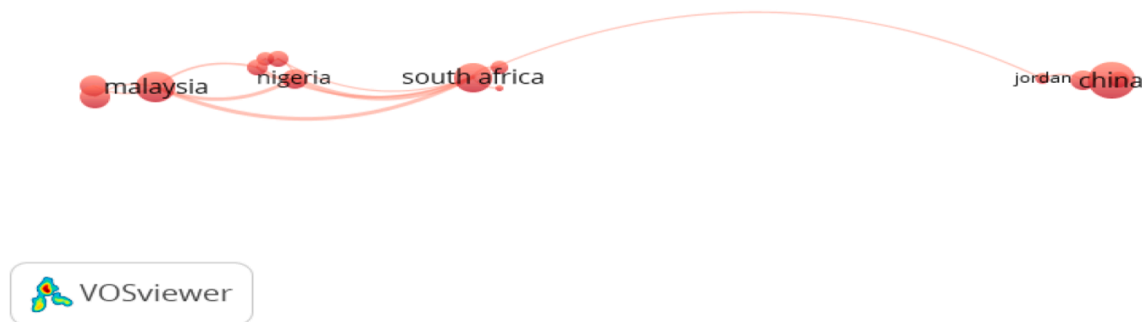 malaysia
nigeria
south africa
jordan
china
VOSviewer